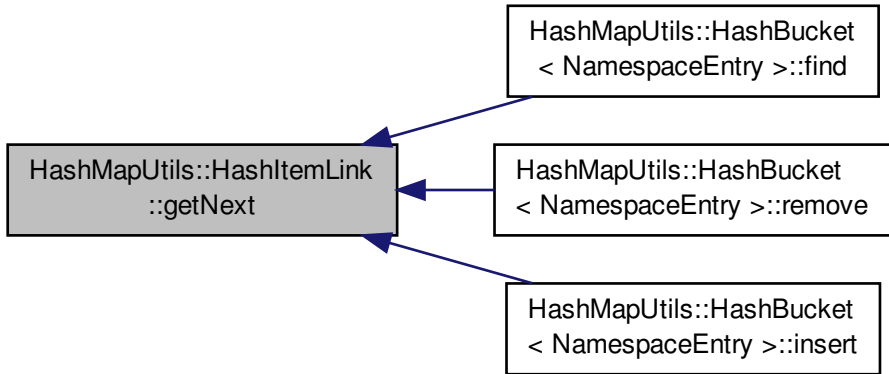 HashMapUtils::HashItemLink
::getNext
HashMapUtils::HashBucket
< NamespaceEntry >::find
HashMapUtils::HashBucket
< NamespaceEntry >::remove
HashMapUtils::HashBucket
< NamespaceEntry >::insert